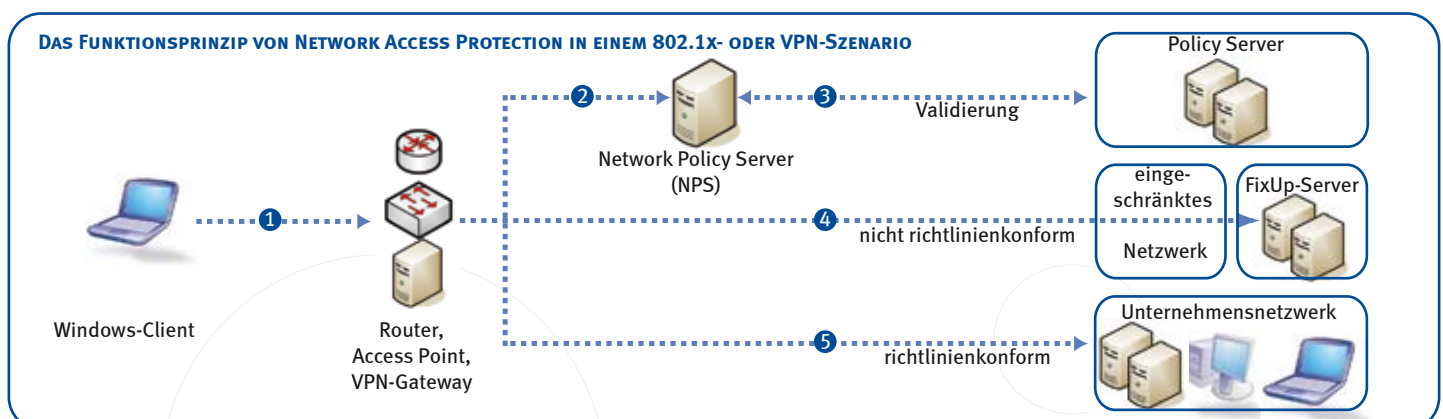 Das Funktionsprinzip von Network Access Protection in einem 802.1x- oder VPN-Szenario
Policy Server
2
3
Validierung
Network Policy Server
(NPS)
einge-
schränktes
Netzwerk
FixUp-Server
1
4
nicht richtlinienkonform
Windows-Client
Router,
Access Point,
VPN-Gateway
5
richtlinienkonform
Unternehmensnetzwerk